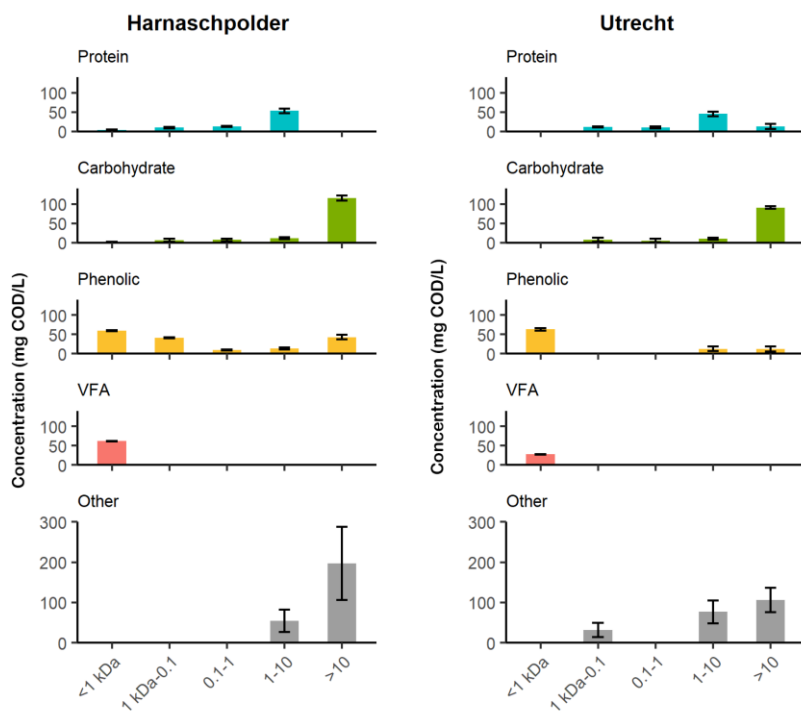 Harnaschpolder
Protein
100
50
0
Carbohydrate
100
50
0
Phenolic
100
50
0
VFA
100
50
0
Other
300
200
100
0
<1 kDa
1 kDa-0.1
0.1-1
1-10
>10
Concentration (mg COD/L)
Utrecht
Protein
100
50
0
Carbohydrate
100
50
0
Phenolic
100
50
0
VFA
100
50
0
Other
300
200
100
0
<1 kDa
1 kDa-0.1
0.1-1
1-10
>10
Concentration (mg COD/L)